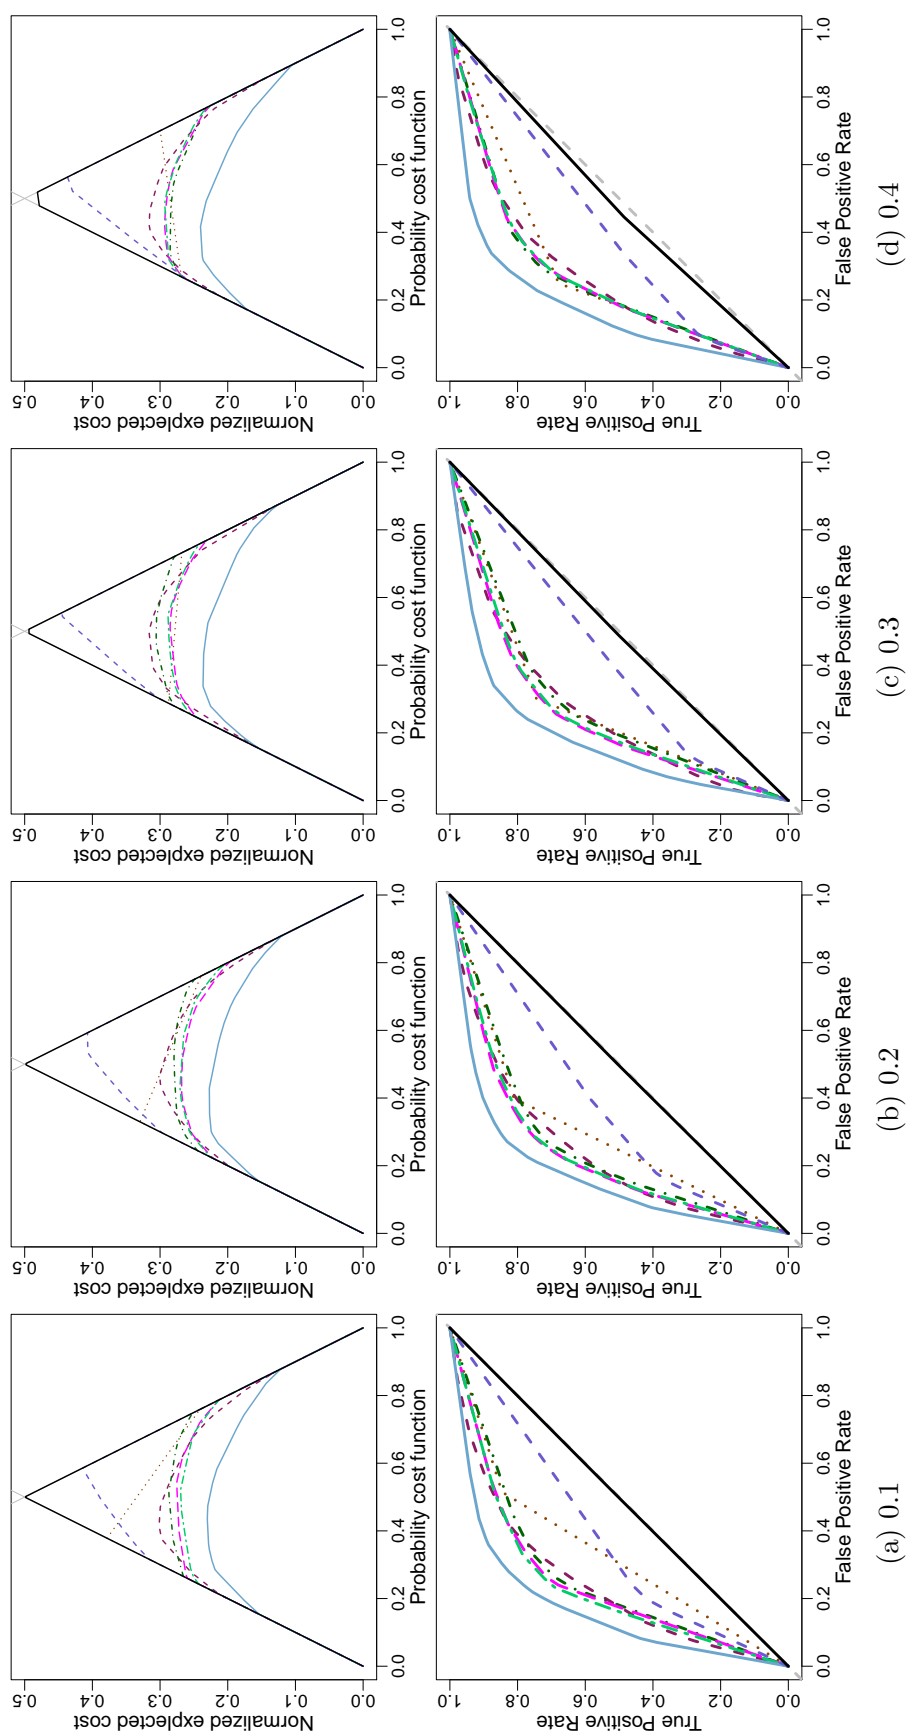 Normalized expected cost
0.0 0.1 0.2 0.3 0.4 0.5
0.0 0.2 0.4 0.6 0.8 1.0
Probability cost function
Normalized expected cost
0.0 0.1 0.2 0.3 0.4 0.5
0.0 0.2 0.4 0.6 0.8 1.0
Probability cost function
Normalized expected cost
0.0 0.1 0.2 0.3 0.4 0.5
0.0 0.2 0.4 0.6 0.8 1.0
Probability cost function
Normalized expected cost
0.0 0.1 0.2 0.3 0.4 0.5
0.0 0.2 0.4 0.6 0.8 1.0
Probability cost function
True Positive Rate
0.0 0.2 0.4 0.6 0.8 1.0
0.0 0.2 0.4 0.6 0.8 1.0
False Positive Rate
True Positive Rate
0.0 0.2 0.4 0.6 0.8 1.0
0.0 0.2 0.4 0.6 0.8 1.0
False Positive Rate
True Positive Rate
0.0 0.2 0.4 0.6 0.8 1.0
0.0 0.2 0.4 0.6 0.8 1.0
False Positive Rate
True Positive Rate
0.0 0.2 0.4 0.6 0.8 1.0
0.0 0.2 0.4 0.6 0.8 1.0
False Positive Rate
(a) 0.1
(b) 0.2
(c) 0.3
(d) 0.4